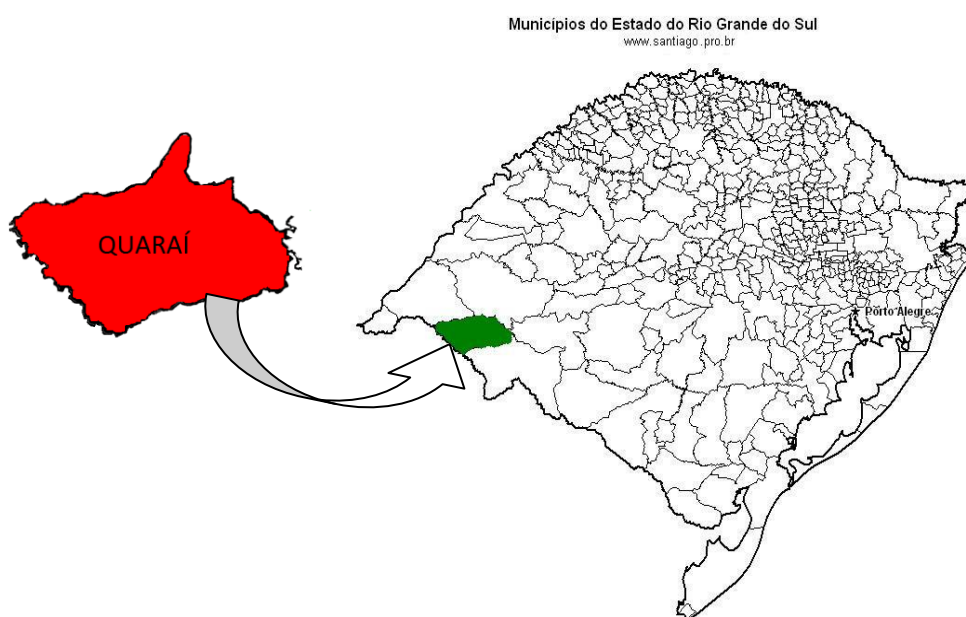 Municípios do Estado do Rio Grande do Sul
www.santiago.pro.br
QUARAÍ
Porto Alegre